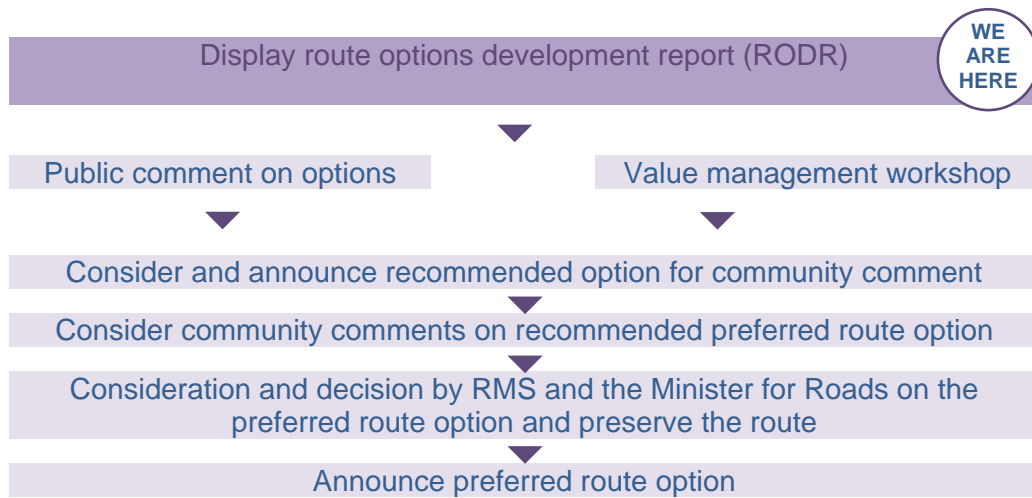 Display route options development report (RODR)
WE
ARE
HERE
Public comment on options
Value management workshop
Consider and announce recommended option for community comment
Consider community comments on recommended preferred route option
Consideration and decision by RMS and the Minister for Roads on the
preferred route option and preserve the route
Announce preferred route option